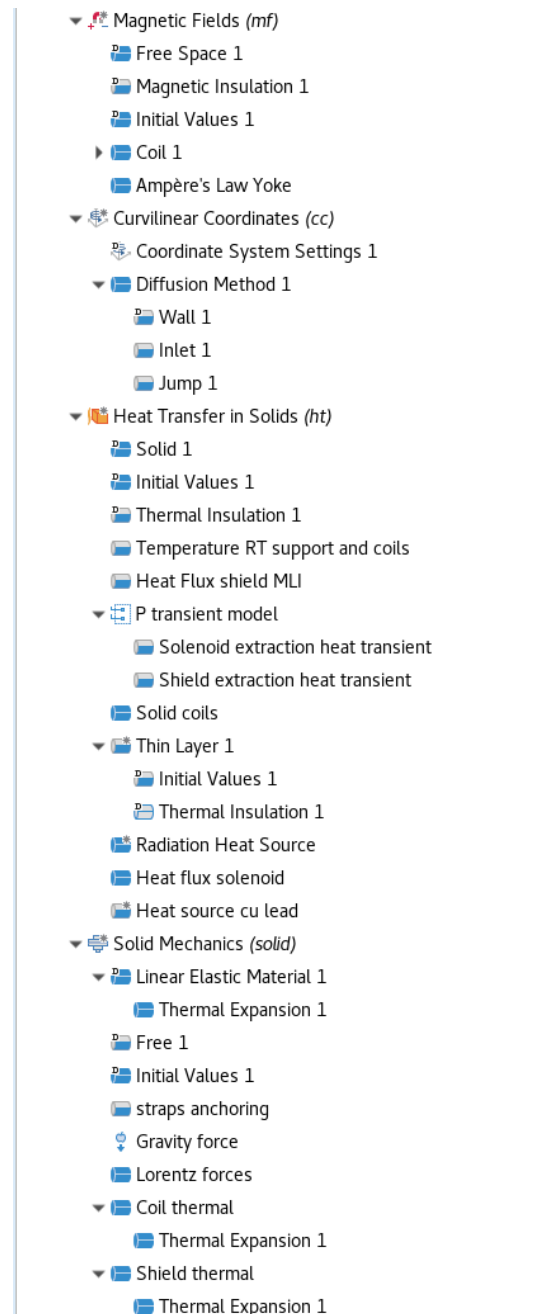 Magnetic Fields (mf)
Free Space 1
Magnetic Insulation 1
Initial Values 1
Coil 1
Ampère's Law Yoke
Curvilinear Coordinates (cc)
Coordinate System Settings 1
Diffusion Method 1
Wall 1
Inlet 1
Jump 1
Heat Transfer in Solids (ht)
Solid 1
Initial Values 1
Thermal Insulation 1
Temperature RT support and coils
Heat Flux shield MLI
P transient model
Solenoid extraction heat transient
Shield extraction heat transient
Solid coils
Thin Layer 1
Initial Values 1
Thermal Insulation 1
Radiation Heat Source
Heat flux solenoid
Heat source cu lead
Solid Mechanics (solid)
Linear Elastic Material 1
Thermal Expansion 1
Free 1
Initial Values 1
straps anchoring
Gravity force
Lorentz forces
Coil thermal
Thermal Expansion 1
Shield thermal
Thermal Expansion 1